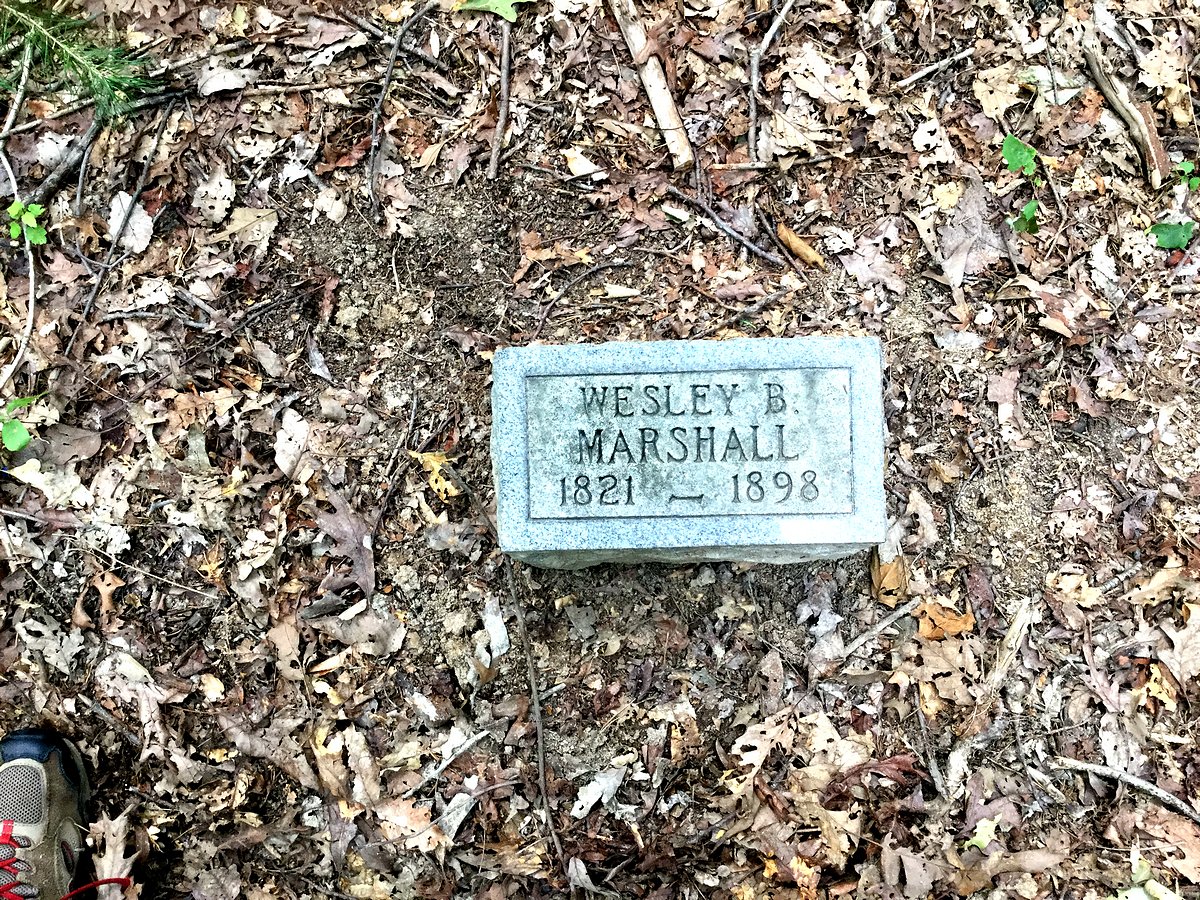 WESLEY B.
MARSHALL
1821 — 1898